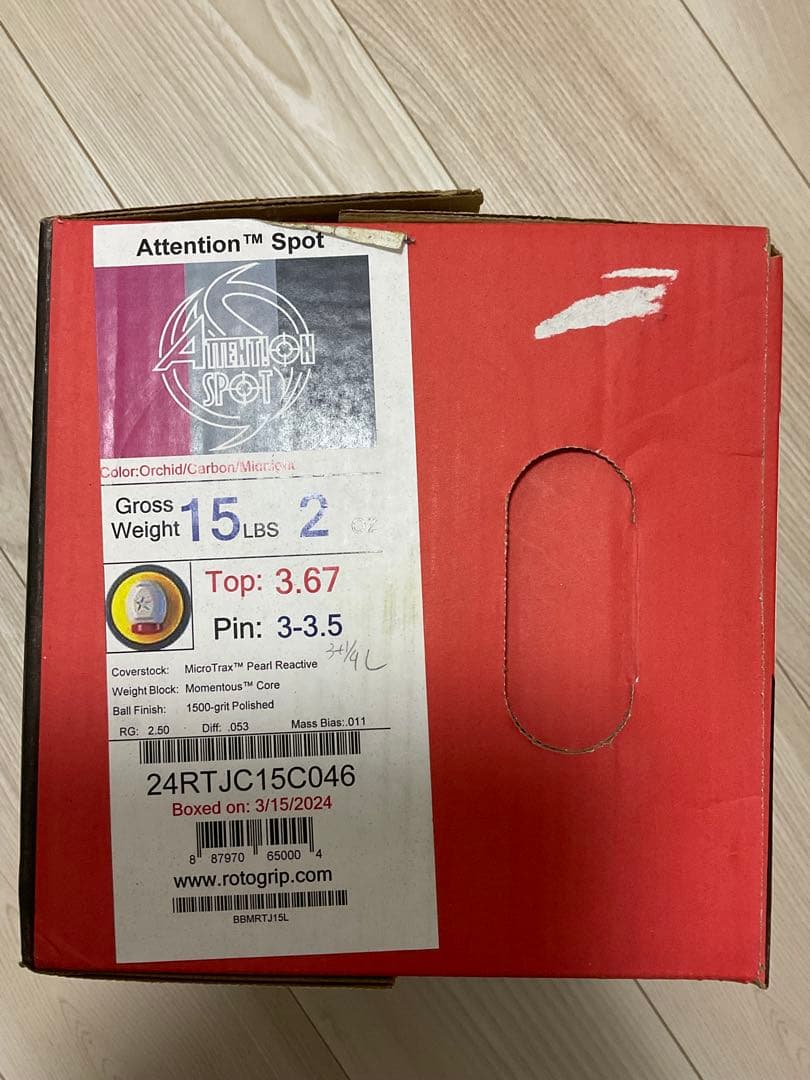 Attention™ Spot
ATTENTION
SPOT
Color:Orchid/Carbon/Midnight
Gross
Weight 15 LBS 2 OZ
Top: 3.67
Pin: 3-3.5
3+1/4 L
Coverstock: MicroTrax™ Pearl Reactive
Weight Block: Momentous™ Core
Ball Finish: 1500-grit Polished
RG: 2.50 Diff: .053 Mass Bias:.011
24RTJC15C046
Boxed on: 3/15/2024
8 87970 65000 4
www.rotogrip.com
BBMRTJ15L